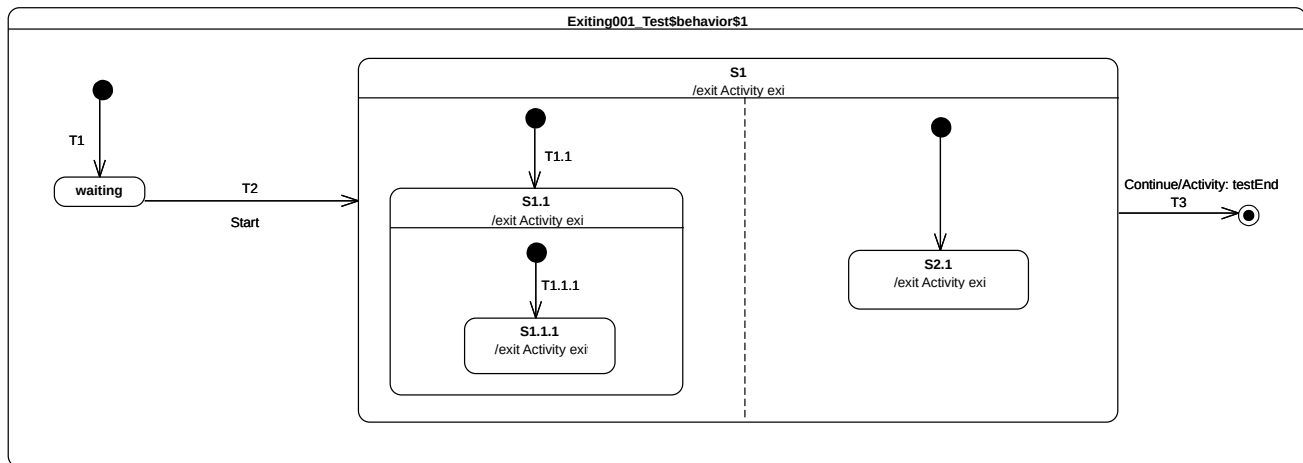 Exiting001_Test$behavior$1
S1
/exit Activity exi
T1
T1.1
waiting
T2
Start
S1.1
/exit Activity exi
T1.1.1
S1.1.1
/exit Activity exi
S2.1
/exit Activity exi
Continue/Activity: testEnd
T3